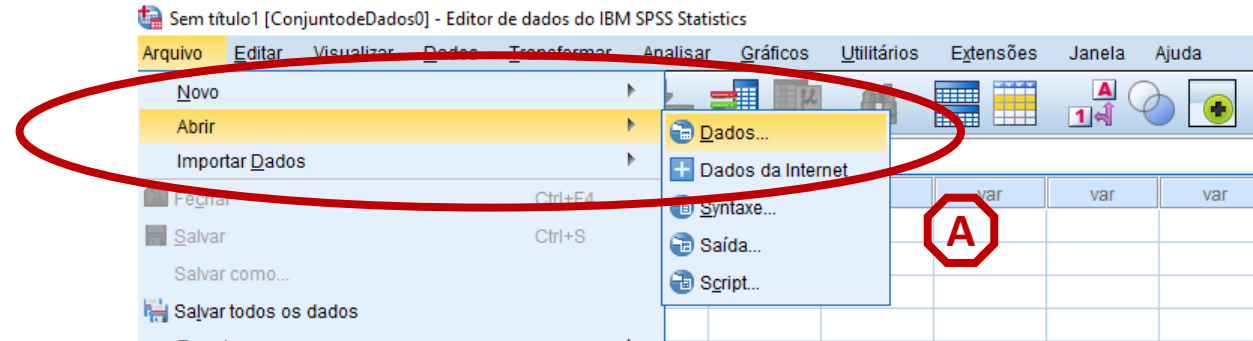 Sem título1 [ConjuntodeDados0] - Editor de dados do IBM SPSS Statistics
Arquivo Editar Visualizar Dados Transformar Analisar Gráficos Utilitários Extensões Janela Ajuda
Novo
Abrir
Importar Dados
Fechar Ctrl+F4
Salvar Ctrl+S
Salvar como...
Salvar todos os dados
Dados...
Dados da Internet
Syntaxe...
Saída...
Script...
var var var
A
A
1
µ